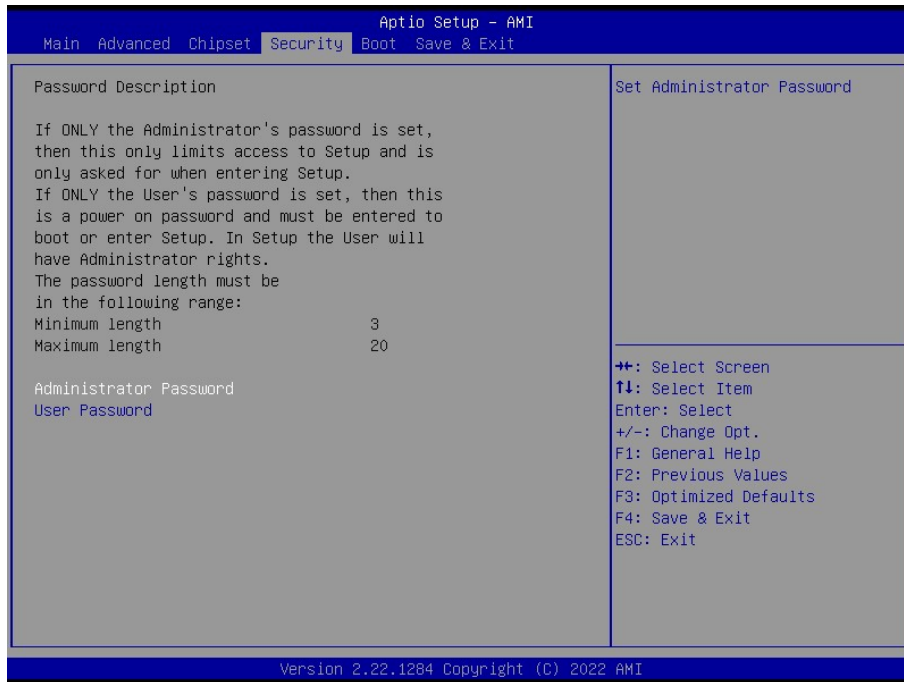 Aptio Setup – AMI
Main Advanced Chipset Security Boot Save & Exit
Password Description
If ONLY the Administrator's password is set,
then this only limits access to Setup and is
only asked for when entering Setup.
If ONLY the User's password is set, then this
is a power on password and must be entered to
boot or enter Setup. In Setup the User will
have Administrator rights.
The password length must be
in the following range:
Minimum length 3
Maximum length 20
Administrator Password
User Password
Set Administrator Password
→←: Select Screen
↑↓: Select Item
Enter: Select
+/-: Change Opt.
F1: General Help
F2: Previous Values
F3: Optimized Defaults
F4: Save & Exit
ESC: Exit
Version 2.22.1284 Copyright (C) 2022 AMI